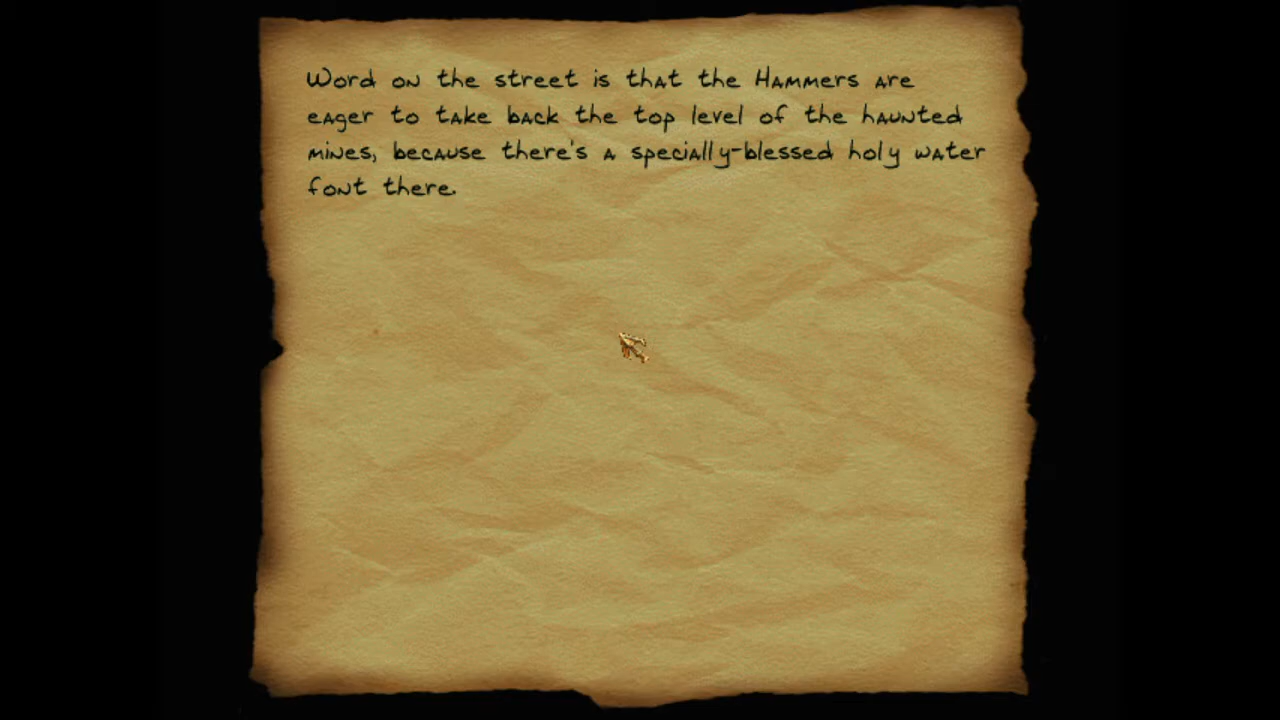 Word on the street is that the Hammers are
eager to take back the top level of the haunted
mines, because there's a specially-blessed holy water
font there.